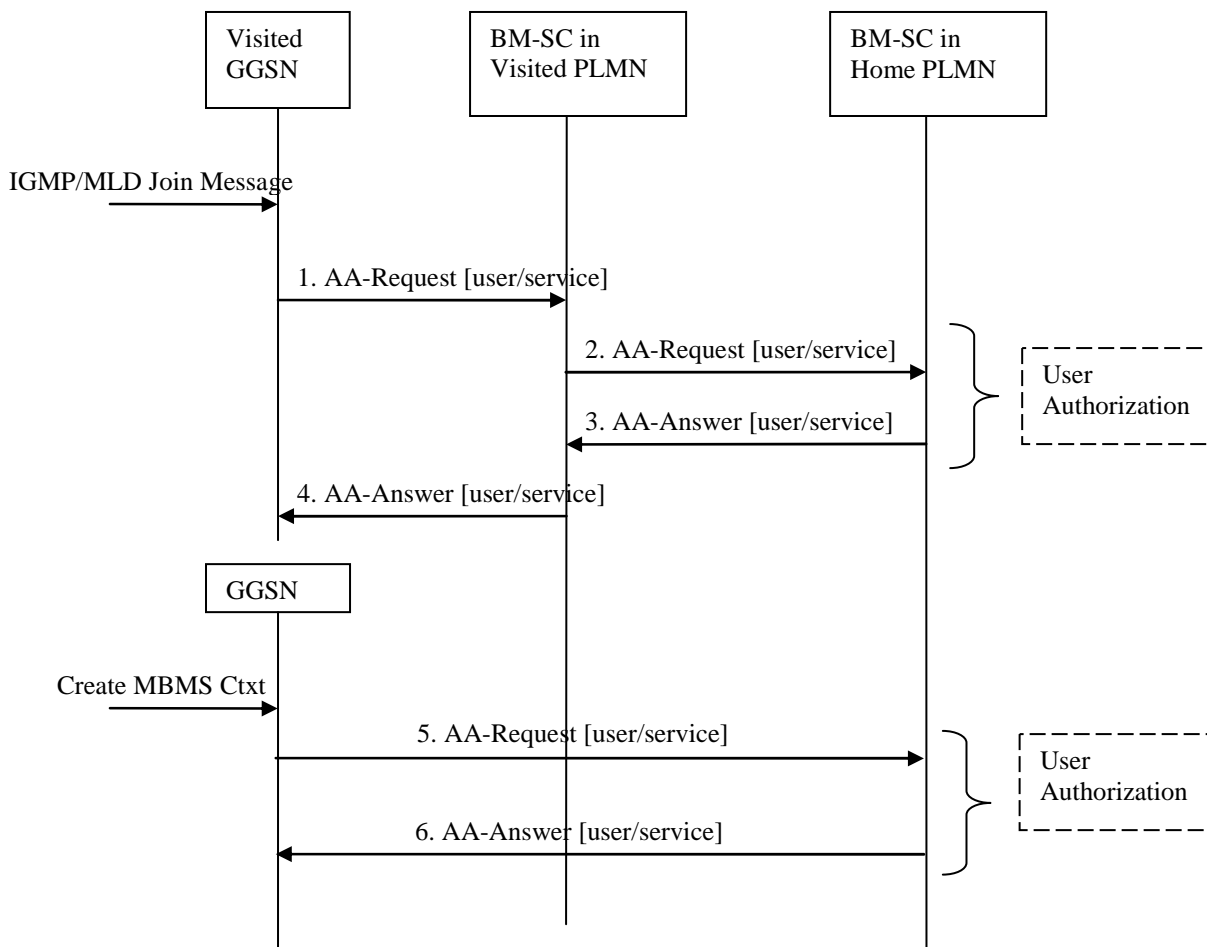 Visited
GGSN
BM-SC in
Visited PLMN
BM-SC in
Home PLMN
IGMP/MLD Join Message
1. AA-Request [user/service]
2. AA-Request [user/service]
User
Authorization
3. AA-Answer [user/service]
4. AA-Answer [user/service]
GGSN
Create MBMS Ctxt
5. AA-Request [user/service]
User
Authorization
6. AA-Answer [user/service]